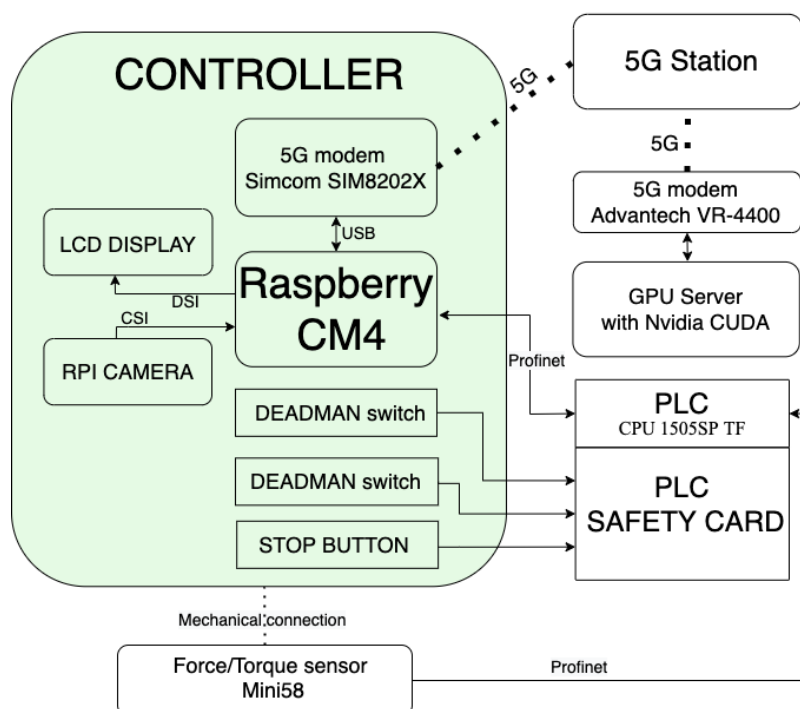 CONTROLLER
5G
5G Station
5G modem
Simcom SIM8202X
5G
5G modem
Advantech VR-4400
USB
LCD DISPLAY
Raspberry
CM4
DSI
CSI
GPU Server
with Nvidia CUDA
RPI CAMERA
Profinet
DEADMAN switch
PLC
CPU 1505SP TF
DEADMAN switch
PLC
SAFETY CARD
STOP BUTTON
Mechanical connection
Force/Torque sensor
Mini58
Profinet